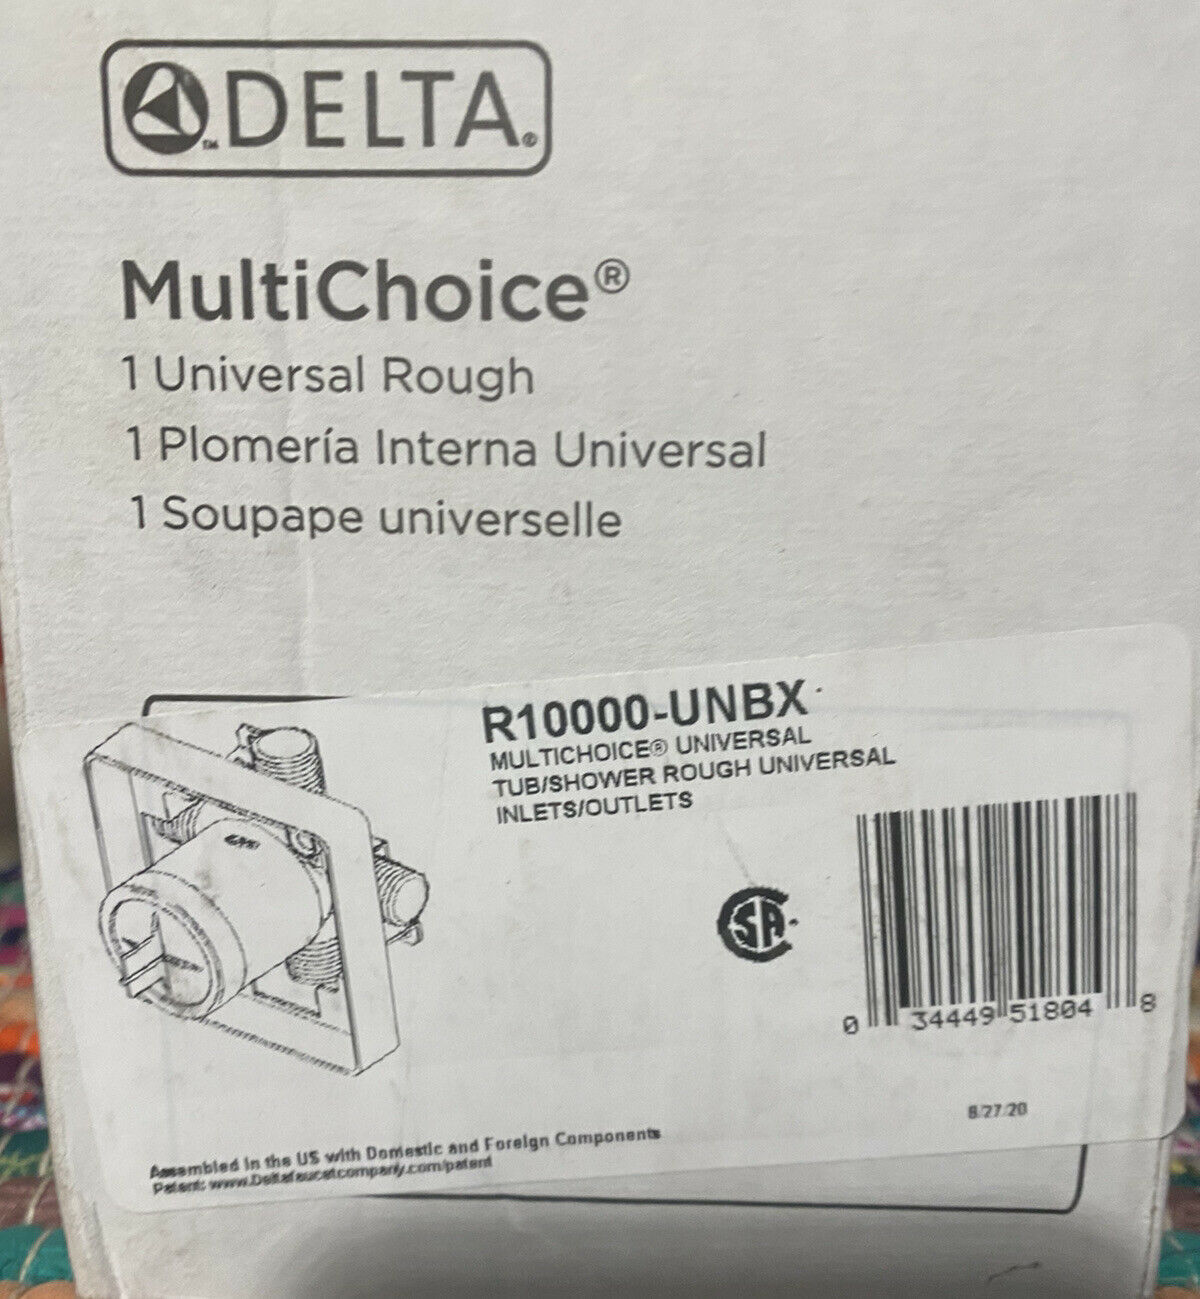 ™DELTA®
MultiChoice®
1 Universal Rough
1 Plomería Interna Universal
1 Soupape universelle
R10000-UNBX
MULTICHOICE® UNIVERSAL
TUB/SHOWER ROUGH UNIVERSAL
INLETS/OUTLETS
SA
0 34449 51804 8
8/27/20
Assembled in the US with Domestic and Foreign Components
Patent: www.Deltafaucetcompany.com/patent